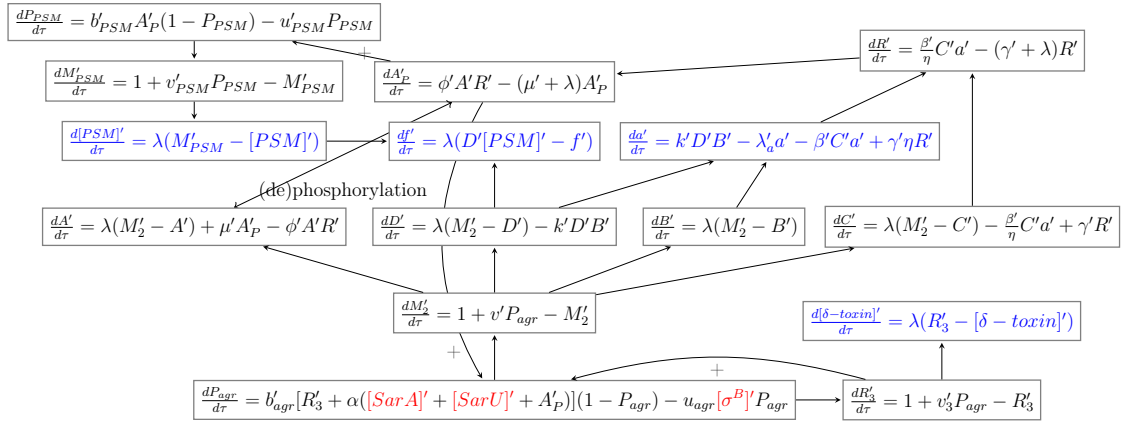 dP_{PSM}/dτ = b'_{PSM}A'_P(1 − P_{PSM}) − u'_{PSM}P_{PSM}
+
dR'/dτ = β'/η C'a' − (γ' + λ)R'
dM'_{PSM}/dτ = 1 + v'_{PSM}P_{PSM} − M'_{PSM}
dA'_P/dτ = ϕ'A'R' − (μ' + λ)A'_P
d[PSM]'/dτ = λ(M'_{PSM} − [PSM]')
df'/dτ = λ(D'[PSM]' − f')
da'/dτ = k'D'B' − λ'_a a' − β'C'a' + γ'ηR'
(de)phosphorylation
dA'/dτ = λ(M'_2 − A') + μ'A'_P − ϕ'A'R'
dD'/dτ = λ(M'_2 − D') − k'D'B'
dB'/dτ = λ(M'_2 − B')
dC'/dτ = λ(M'_2 − C') − β'/η C'a' + γ'R'
dM'_2/dτ = 1 + v'P_{agr} − M'_2
d[δ−toxin]'/dτ = λ(R'_3 − [δ − toxin]')
+
+
dP_{agr}/dτ = b'_{agr}[R'_3 + α([SarA]' + [SarU]' + A'_P)](1 − P_{agr}) − u_{agr}[σ^B]'P_{agr}
dR'_3/dτ = 1 + v'_3P_{agr} − R'_3